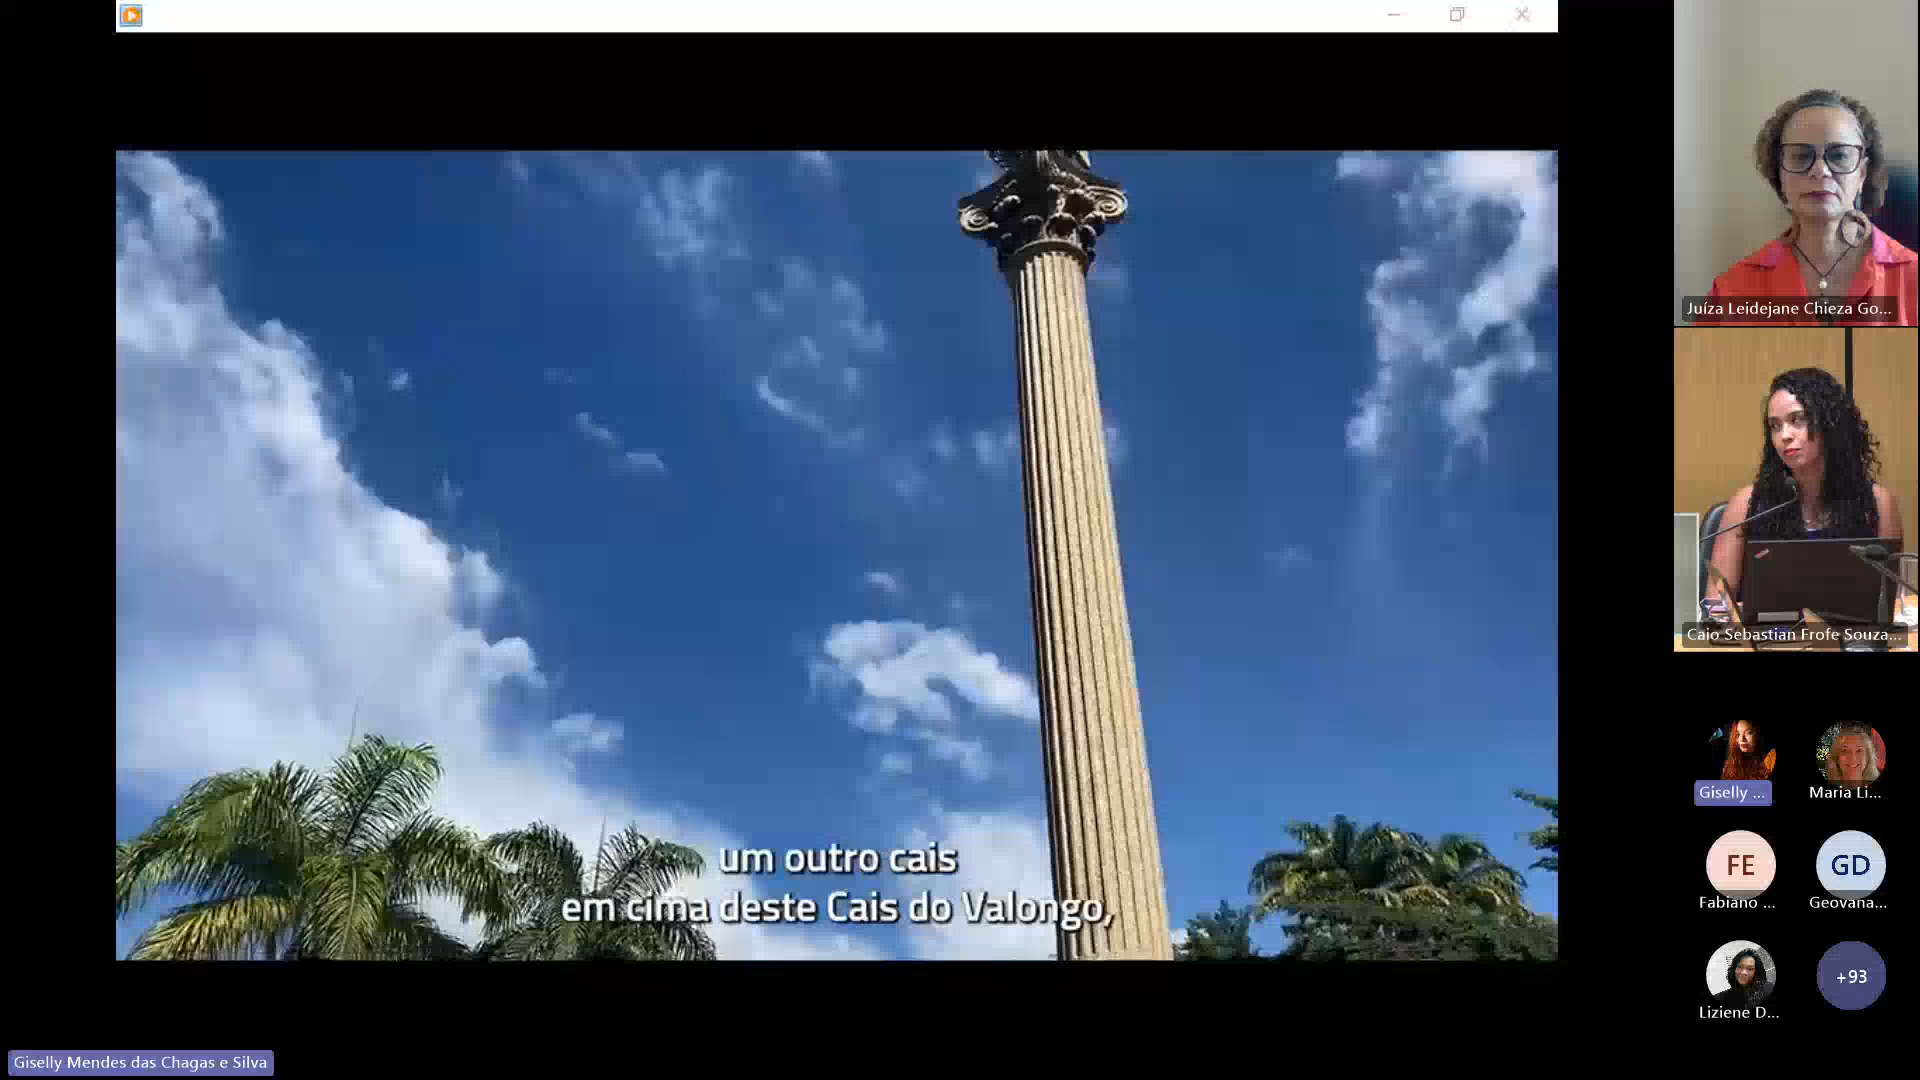 um outro cais
em cima deste Cais do Valongo,
Juíza Leidejane Chieza Go...
Caio Sebastian Frofe Souza...
Giselly ...
Maria Li...
FE
GD
Fabiano ...
Geovana...
+93
Liziene D...
Giselly Mendes das Chagas e Silva